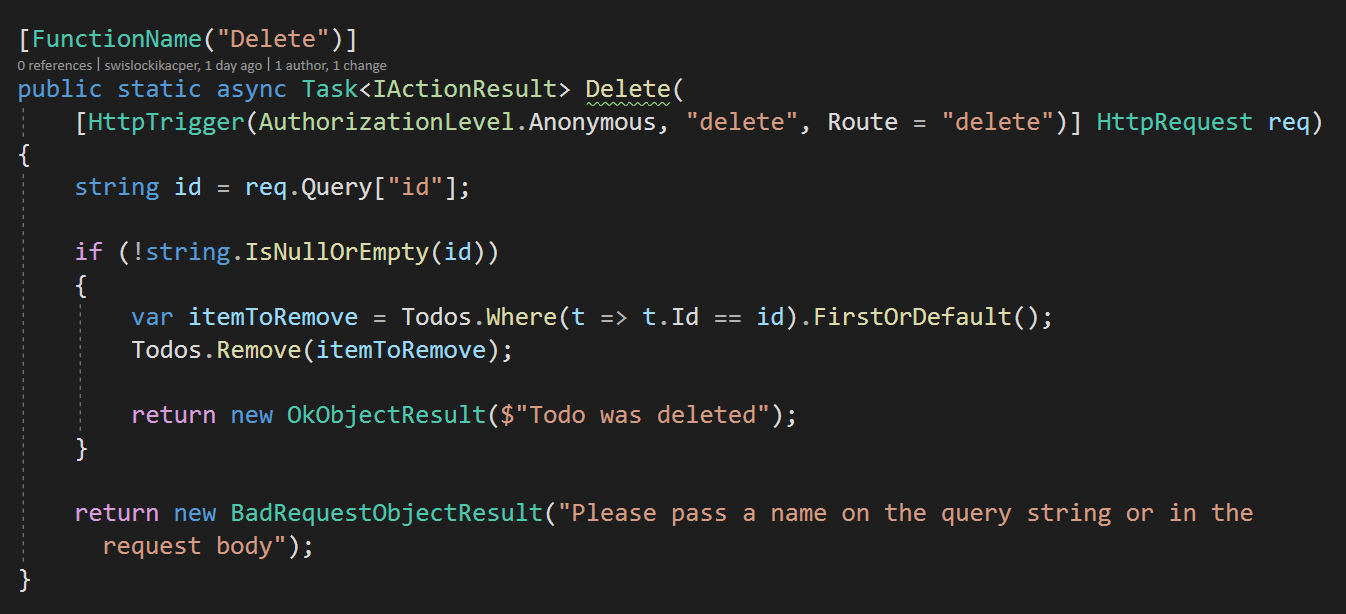 [FunctionName("Delete")]
0 references | swislockikacper, 1 day ago | 1 author, 1 change
public static async Task<IActionResult> Delete(
[HttpTrigger(AuthorizationLevel.Anonymous, "delete", Route = "delete")] HttpRequest req)
{
string id = req.Query["id"];
if (!string.IsNullOrEmpty(id))
{
var itemToRemove = Todos.Where(t => t.Id == id).FirstOrDefault();
Todos.Remove(itemToRemove);
return new OkObjectResult($"Todo was deleted");
}
return new BadRequestObjectResult("Please pass a name on the query string or in the
request body");
}